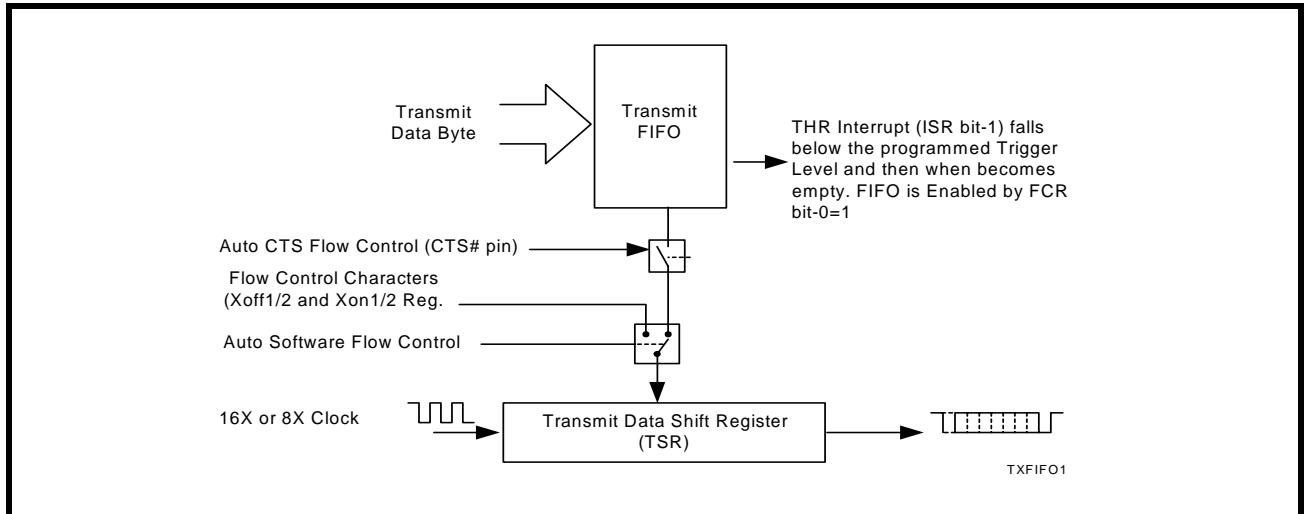 Transmit
Data Byte
Transmit
FIFO
THR Interrupt (ISR bit-1) falls
below the programmed Trigger
Level and then when becomes
empty. FIFO is Enabled by FCR
bit-0=1
Auto CTS Flow Control (CTS# pin)
Flow Control Characters
(Xoff1/2 and Xon1/2 Reg.
Auto Software Flow Control
16X or 8X Clock
Transmit Data Shift Register
(TSR)
TXFIFO1